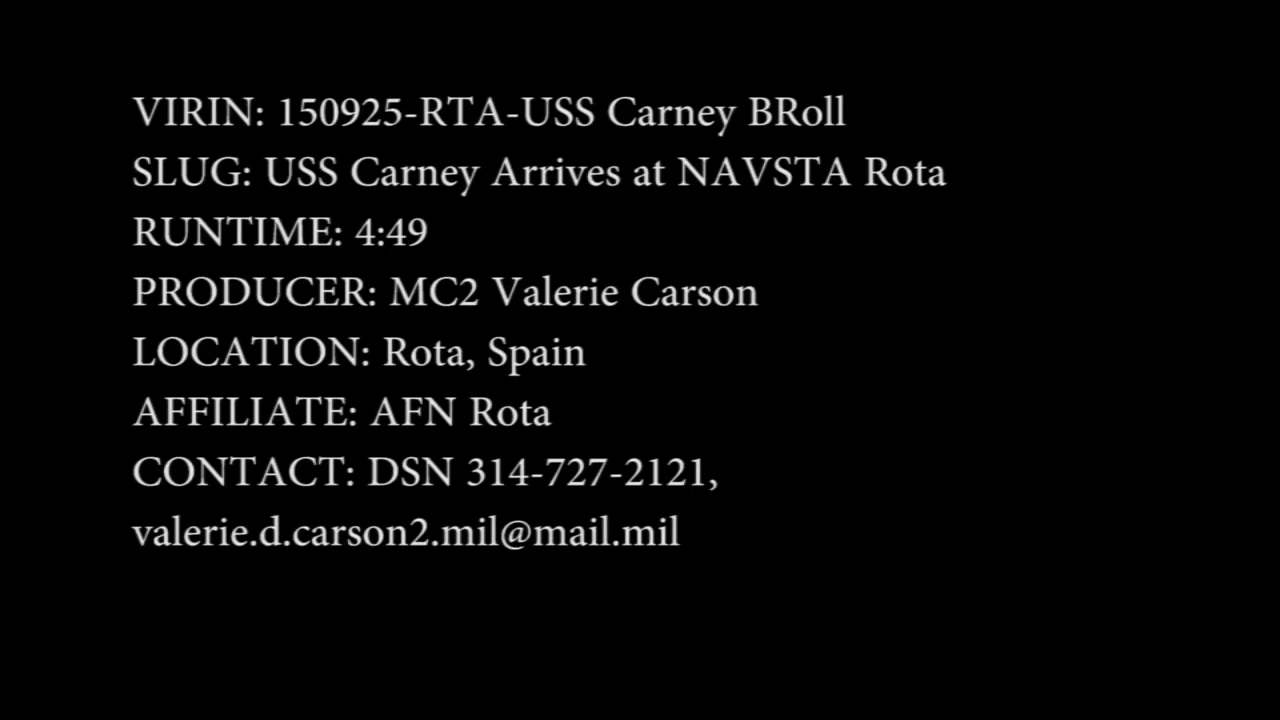 VIRIN: 150925-RTA-USS Carney BRoll
SLUG: USS Carney Arrives at NAVSTA Rota
RUNTIME: 4:49
PRODUCER: MC2 Valerie Carson
LOCATION: Rota, Spain
AFFILIATE: AFN Rota
CONTACT: DSN 314-727-2121,
valerie.d.carson2.mil@mail.mil